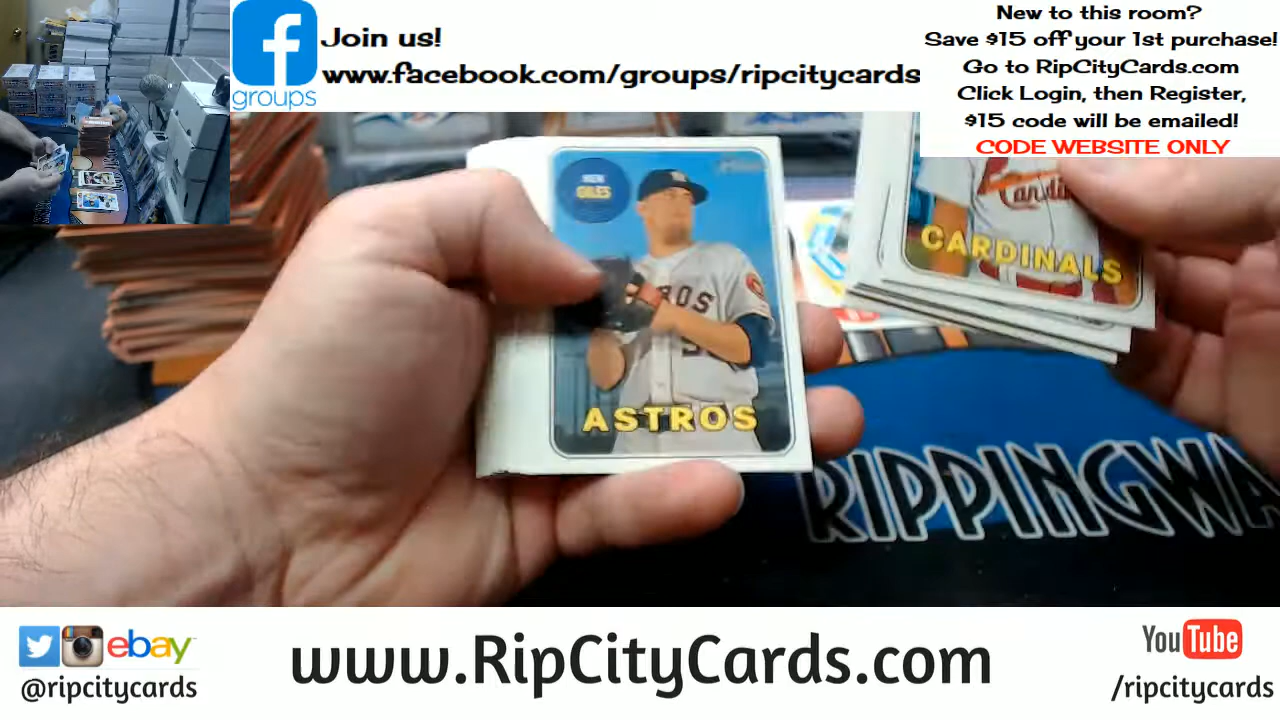 f
groups
Join us!
www.facebook.com/groups/ripcitycards
New to this room?
Save $15 off your 1st purchase!
Go to RipCityCards.com
Click Login, then Register,
$15 code will be emailed!
CODE WEBSITE ONLY
KEN
GILES
ASTROS
Cardinals
CARDINALS
RIPPINGWA
ebay
@ripcitycards
www.RipCityCards.com
YouTube
/ripcitycards